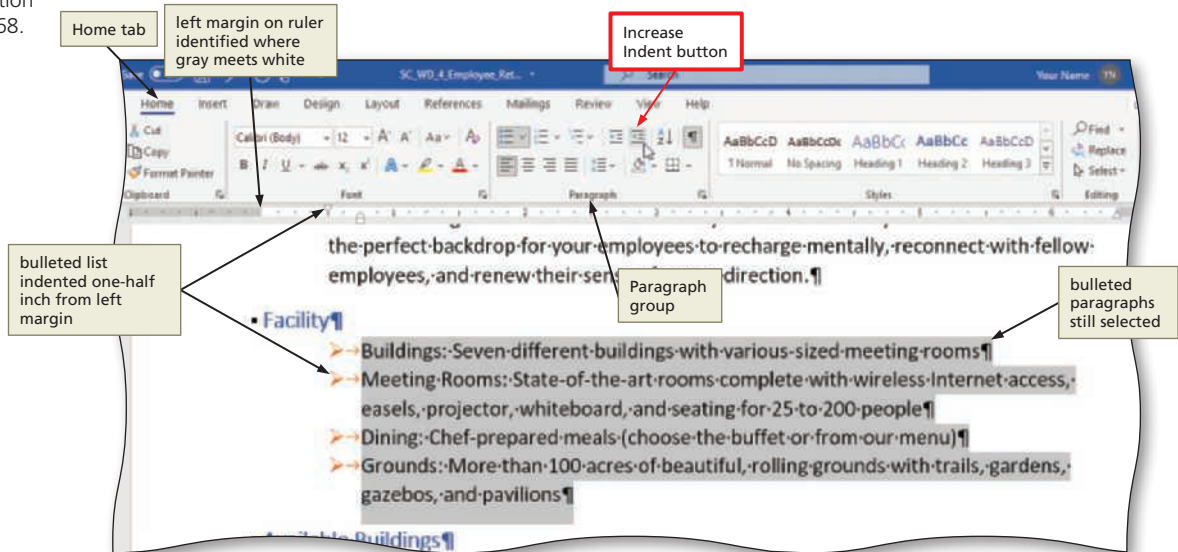 tion
68.
Home tab
left margin on ruler
identified where
gray meets white
Increase
Indent button
SC_WD_4_Employee_Ret...
Search
Your Name YN
Home Insert Draw Design Layout References Mailings Review View Help
Cut
Copy
Format Painter
Clipboard
Calibri (Body) 12
Font
Paragraph
AaBbCcD AaBbCcDc AaBbCc AaBbCc AaBbCcD
¶ Normal No Spacing Heading 1 Heading 2 Heading 3
Styles
Find
Replace
Select
Editing
the·perfect·backdrop·for·your·employees·to·recharge·mentally,·reconnect·with·fellow·
employees,·and·renew·their· direction.¶
bulleted list
indented one-half
inch from left
margin
Paragraph
group
bulleted
paragraphs
still selected
▪ Facility¶
➢→Buildings:·Seven·different·buildings·with·various-sized·meeting·rooms¶
➢→Meeting·Rooms:·State-of-the-art·rooms·complete·with·wireless·Internet·access,·
easels,·projector,·whiteboard,·and·seating·for·25·to·200·people¶
➢→Dining:·Chef-prepared·meals·(choose·the·buffet·or·from·our·menu)¶
➢→Grounds:·More·than·100·acres·of·beautiful,·rolling·grounds·with·trails,·gardens,·
gazebos,·and·pavilions¶
Available·Buildings¶